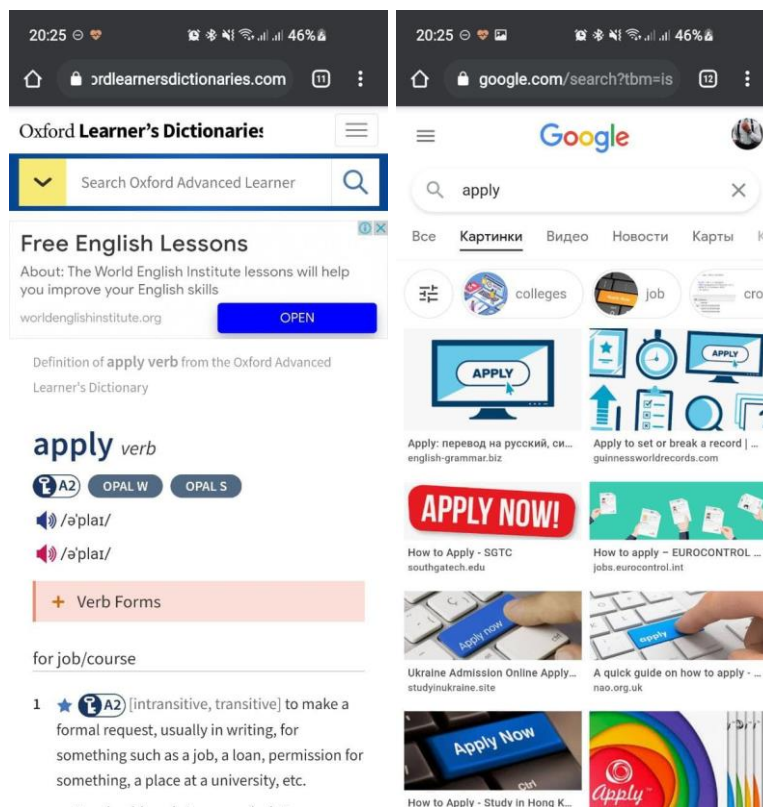 20:25
46%
ordlearnersdictionaries.com
11
Oxford Learner's Dictionaries
Search Oxford Advanced Learner
Free English Lessons
About: The World English Institute lessons will help
you improve your English skills
worldenglishinstitute.org
OPEN
Definition of apply verb from the Oxford Advanced
Learner's Dictionary
apply verb
A2 OPAL W OPAL S
/əˈplaɪ/
/əˈplaɪ/
+ Verb Forms
for job/course
1 A2 [intransitive, transitive] to make a
formal request, usually in writing, for
something such as a job, a loan, permission for
something, a place at a university, etc.
20:25
46%
google.com/search?tbm=is
12
Google
apply
Все Картинки Видео Новости Карты К
colleges job cro
APPLY
APPLY
Apply: перевод на русский, си...
english-grammar.biz
Apply to set or break a record | ...
guinnessworldrecords.com
APPLY NOW!
How to Apply - SGTC
southgatech.edu
How to apply – EUROCONTROL ...
jobs.eurocontrol.int
Apply now
apply
Ukraine Admission Online Apply...
studyinukraine.site
A quick guide on how to apply - ...
nao.org.uk
Apply Now
Ctrl
Apply
How to Apply - Study in Hong K...